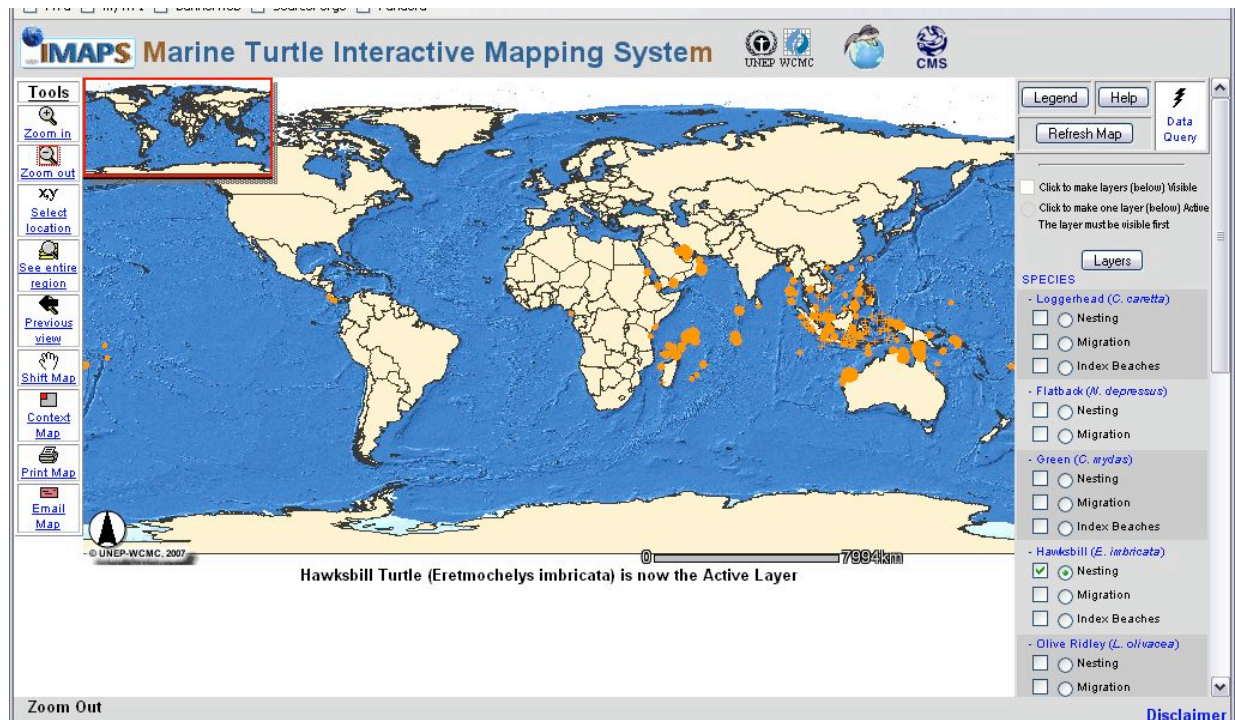 IMAPS Marine Turtle Interactive Mapping System
UNEP WCMC
CMS
Tools
Zoom in
Zoom out
x,y
Select
location
See entire
region
Previous
view
Shift Map
Context
Map
Print Map
Email
Map
© UNEP-WCMC, 2007
0 7994km
Hawksbill Turtle (Eretmochelys imbricata) is now the Active Layer
Legend
Help
Data
Query
Refresh Map
Click to make layers (below) Visible
Click to make one layer (below) Active
The layer must be visible first
Layers
SPECIES
- Loggerhead (C. caretta)
Nesting
Migration
Index Beaches
- Flatback (N. depressus)
Nesting
Migration
- Green (C. mydas)
Nesting
Migration
Index Beaches
- Hawksbill (E. imbricata)
Nesting
Migration
Index Beaches
- Olive Ridley (L. olivacea)
Nesting
Migration
Zoom Out
Disclaimer